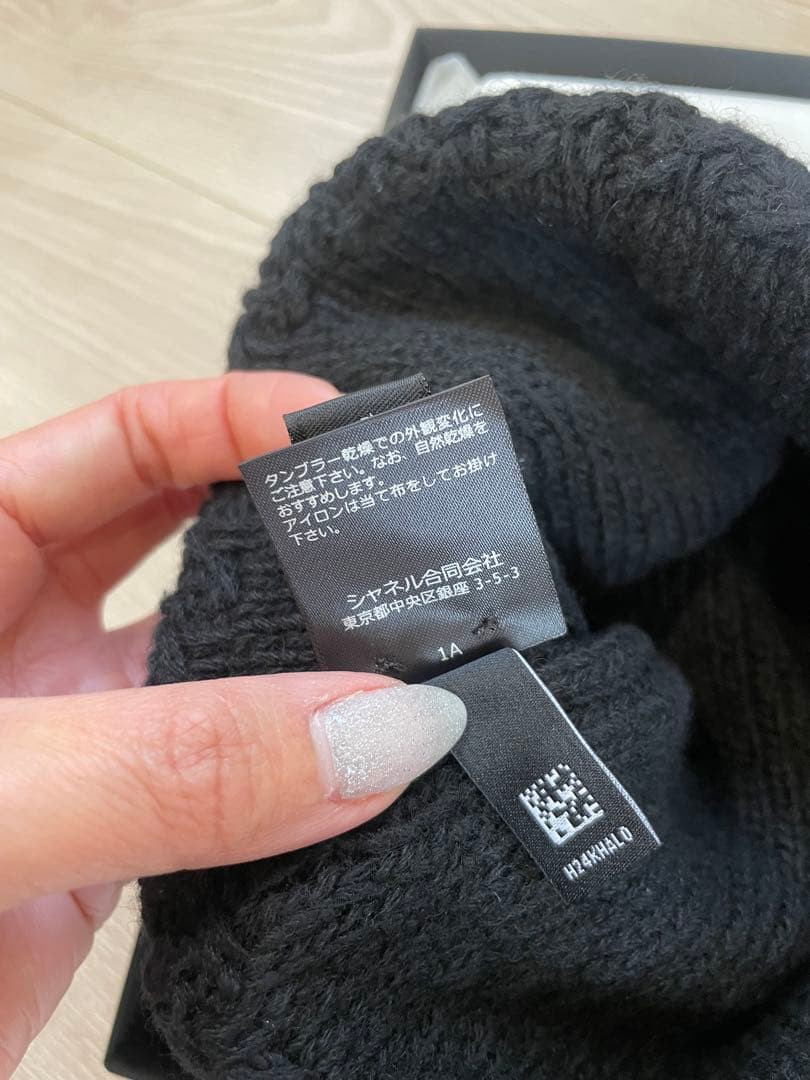 タンブラー乾燥での外観変化に
ご注意下さい。なお、自然乾燥を
おすすめします。
アイロンは当て布をしてお掛け
下さい。
シャネル合同会社
東京都中央区銀座 3-5-3
1A
H24KHAL0